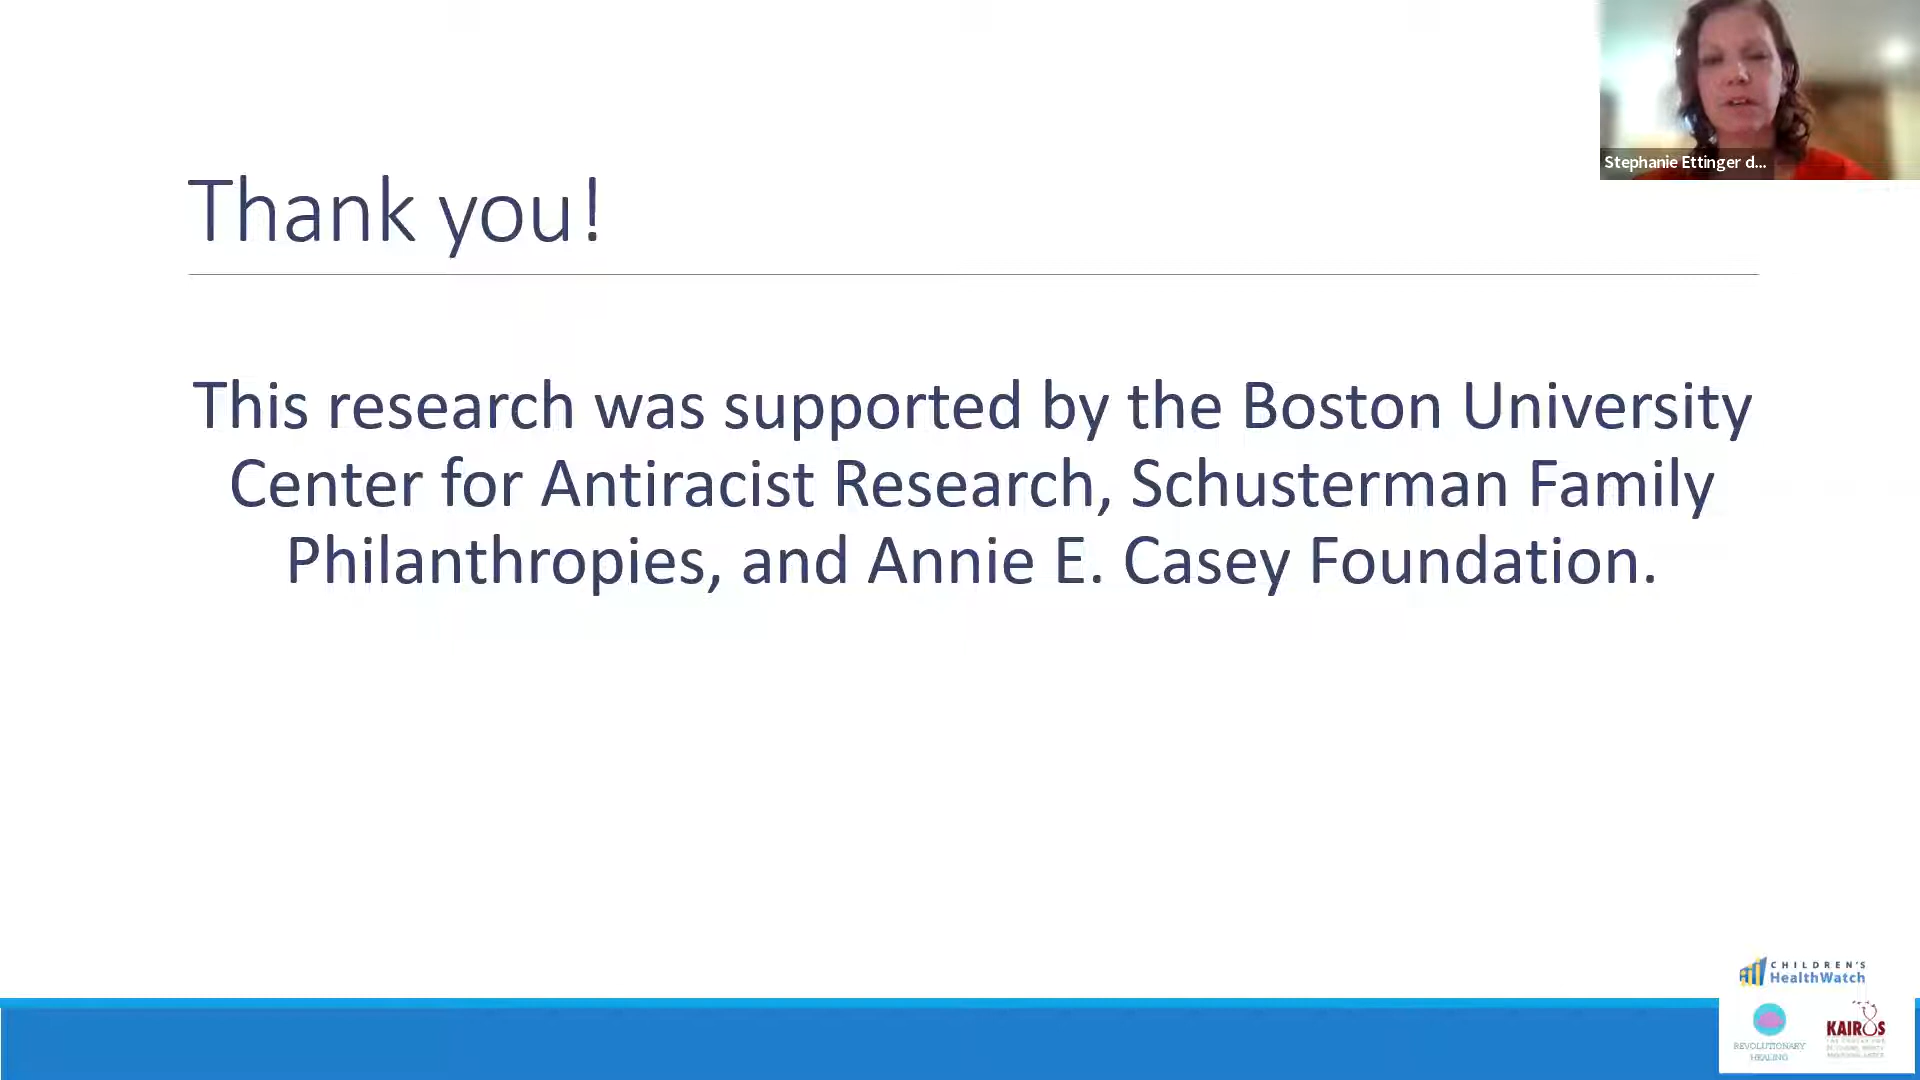 Stephanie Ettinger d...
Thank you!
This research was supported by the Boston University
Center for Antiracist Research, Schusterman Family
Philanthropies, and Annie E. Casey Foundation.
CHILDREN'S
HealthWatch
REVOLUTIONARY
HEALING
KAIROS